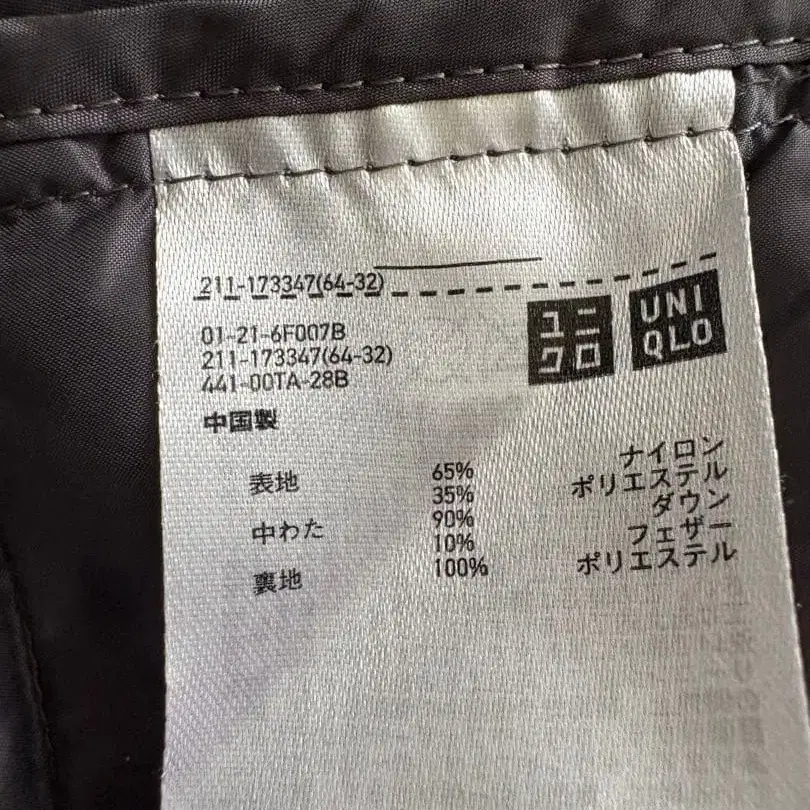 211-173347(64-32)
ユニ
クロ
UNI
QLO
01-21-6F007B
211-173347(64-32)
441-00TA-28B
中国製
表地 65% ナイロン
35% ポリエステル
中わた 90% ダウン
10% フェザー
裏地 100% ポリエステル